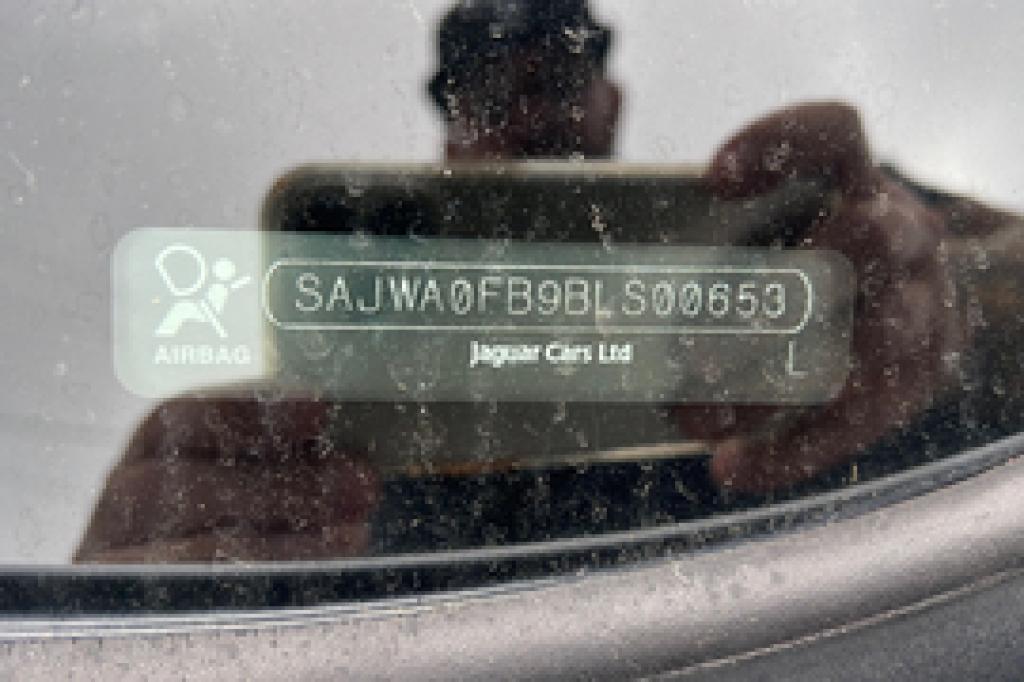 SAJWA0FB9BLS00653
AIRBAG
Jaguar Cars Ltd
L